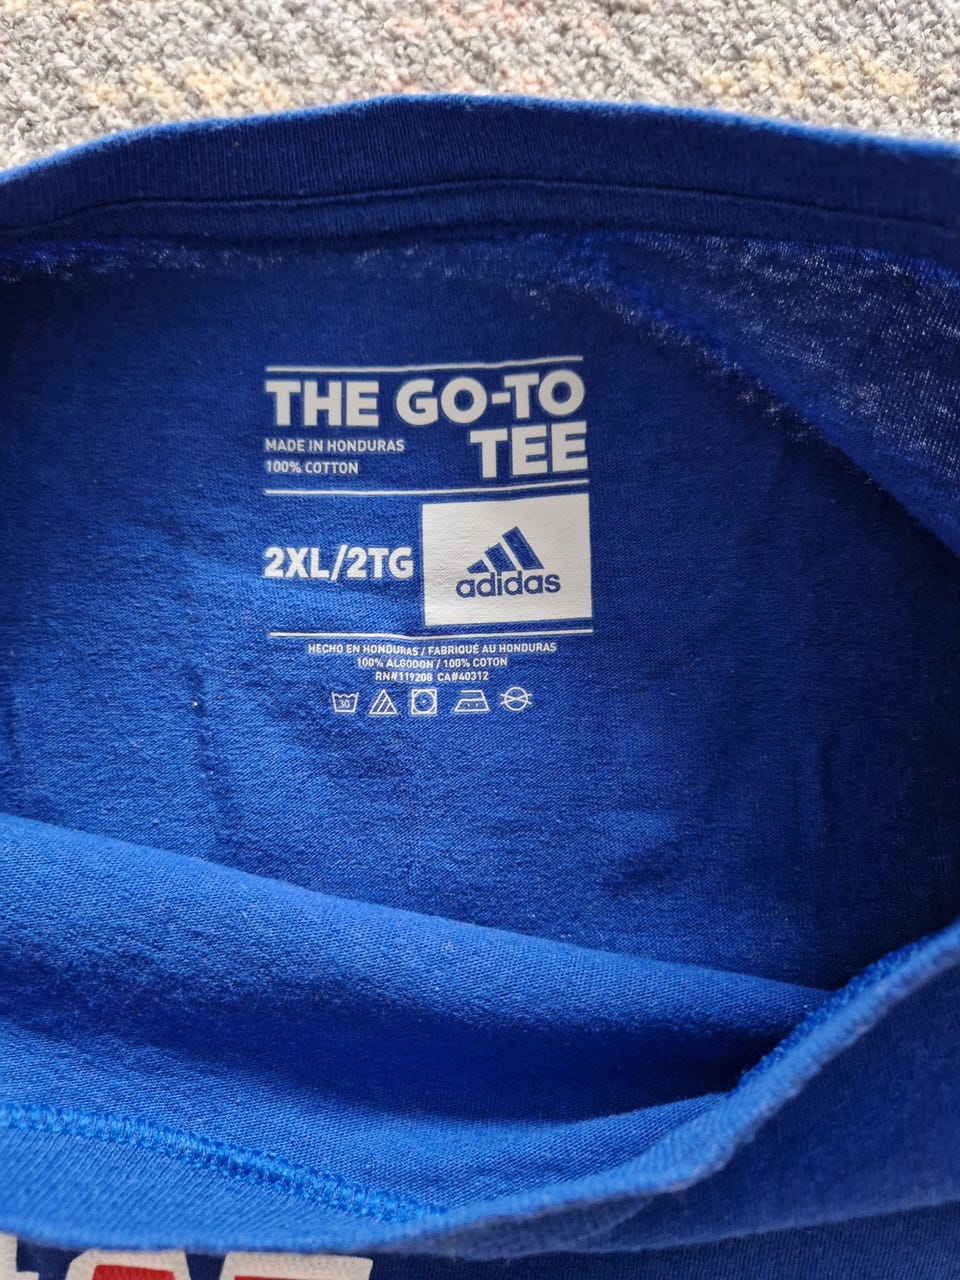 THE GO-TO
TEE
MADE IN HONDURAS
100% COTTON
2XL/2TG
adidas
HECHO EN HONDURAS / FABRIQUÉ AU HONDURAS
100% ALGODON / 100% COTON
RN#119208 CA#40312
30